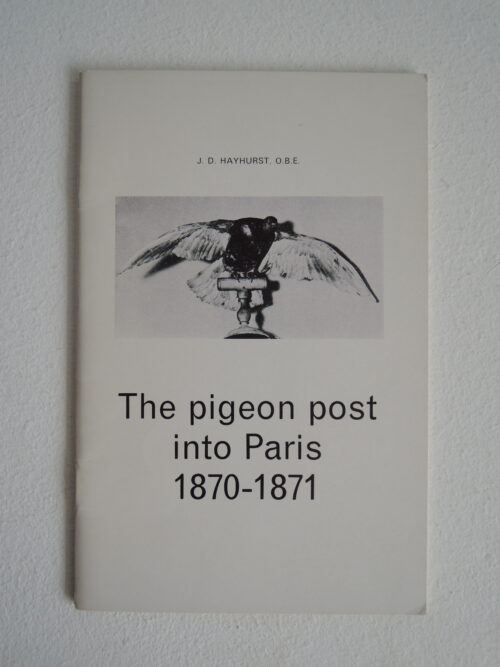 J. D. HAYHURST, O.B.E.
The pigeon post
into Paris
1870-1871